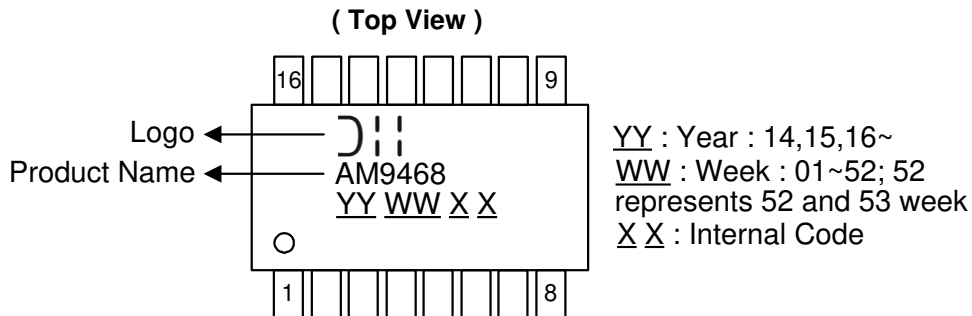 ( Top View )
16
9
Logo
Product Name
AM9468
YY WW X X
1
8
YY : Year : 14,15,16~
WW : Week : 01~52; 52
represents 52 and 53 week
X X : Internal Code